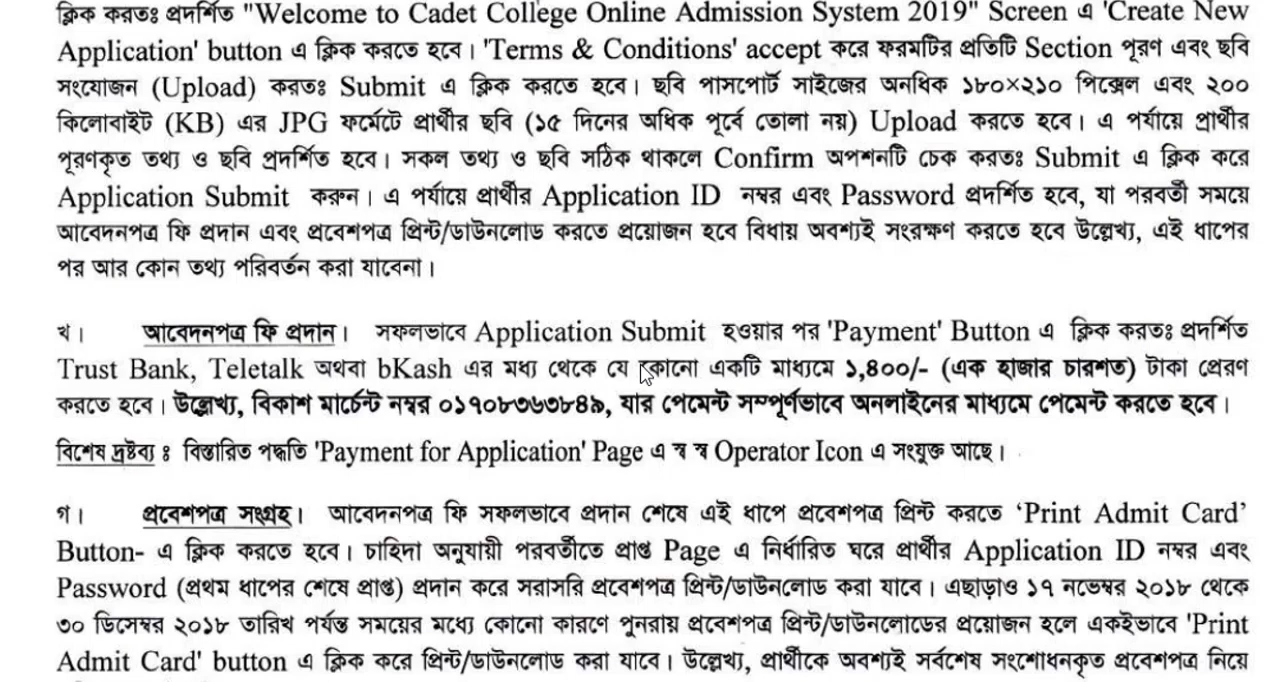 ক্লিক করতঃ প্রদর্শিত "Welcome to Cadet College Online Admission System 2019" Screen এ 'Create New
Application' button এ ক্লিক করতে হবে। 'Terms & Conditions' accept করে ফরমটির প্রতিটি Section পূরণ এবং ছবি
সংযোজন (Upload) করতঃ Submit এ ক্লিক করতে হবে। ছবি পাসপোর্ট সাইজের অনধিক ১৮০×২১০ পিক্সেল এবং ২০০
কিলোবাইট (KB) এর JPG ফর্মেটে প্রার্থীর ছবি (১৫ দিনের অধিক পূর্বে তোলা নয়) Upload করতে হবে। এ পর্যায়ে প্রার্থীর
পূরণকৃত তথ্য ও ছবি প্রদর্শিত হবে। সকল তথ্য ও ছবি সঠিক থাকলে Confirm অপশনটি চেক করতঃ Submit এ ক্লিক করে
Application Submit করুন। এ পর্যায়ে প্রার্থীর Application ID নম্বর এবং Password প্রদর্শিত হবে, যা পরবর্তী সময়ে
আবেদনপত্র ফি প্রদান এবং প্রবেশপত্র প্রিন্ট/ডাউনলোড করতে প্রয়োজন হবে বিধায় অবশ্যই সংরক্ষণ করতে হবে উল্লেখ্য, এই ধাপের
পর আর কোন তথ্য পরিবর্তন করা যাবেনা।
খ। আবেদনপত্র ফি প্রদান। সফলভাবে Application Submit হওয়ার পর 'Payment' Button এ ক্লিক করতঃ প্রদর্শিত
Trust Bank, Teletalk অথবা bKash এর মধ্য থেকে যে কোনো একটি মাধ্যমে ১,৪০০/- (এক হাজার চারশত) টাকা প্রেরণ
করতে হবে। উল্লেখ্য, বিকাশ মার্চেন্ট নম্বর ০১৭০৮৩৬৩৮৪৯, যার পেমেন্ট সম্পূর্ণভাবে অনলাইনের মাধ্যমে পেমেন্ট করতে হবে।
বিশেষ দ্রষ্টব্য ঃ বিস্তারিত পদ্ধতি 'Payment for Application' Page এ স্ব স্ব Operator Icon এ সংযুক্ত আছে।
গ। প্রবেশপত্র সংগ্রহ। আবেদনপত্র ফি সফলভাবে প্রদান শেষে এই ধাপে প্রবেশপত্র প্রিন্ট করতে ‘Print Admit Card’
Button- এ ক্লিক করতে হবে। চাহিদা অনুযায়ী পরবর্তীতে প্রাপ্ত Page এ নির্ধারিত ঘরে প্রার্থীর Application ID নম্বর এবং
Password (প্রথম ধাপের শেষে প্রাপ্ত) প্রদান করে সরাসরি প্রবেশপত্র প্রিন্ট/ডাউনলোড করা যাবে। এছাড়াও ১৭ নভেম্বর ২০১৮ থেকে
৩০ ডিসেম্বর ২০১৮ তারিখ পর্যন্ত সময়ের মধ্যে কোনো কারণে পুনরায় প্রবেশপত্র প্রিন্ট/ডাউনলোডের প্রয়োজন হলে একইভাবে 'Print
Admit Card' button এ ক্লিক করে প্রিন্ট/ডাউনলোড করা যাবে। উল্লেখ্য, প্রার্থীকে অবশ্যই সর্বশেষ সংশোধনকৃত প্রবেশপত্র নিয়ে